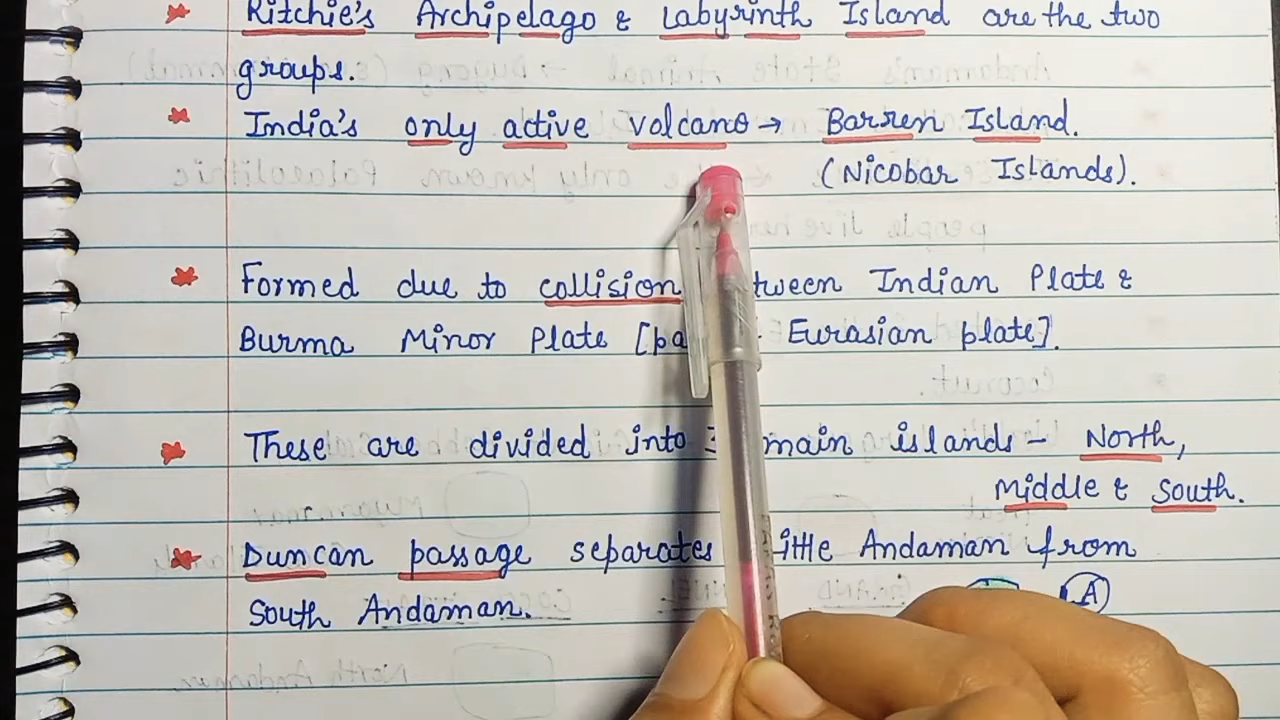 Ritchie's Archipelago & Labyrinth Island are the two
groups.
India's only active volcano → Barren Island.
(Nicobar Islands).
Formed due to collision tween Indian Plate &
Burma Minor Plate [pa Eurasian plate].
These are divided into 3 main islands - North,
Middle & South.
Duncan passage separates ittle Andaman from
South Andaman.
A